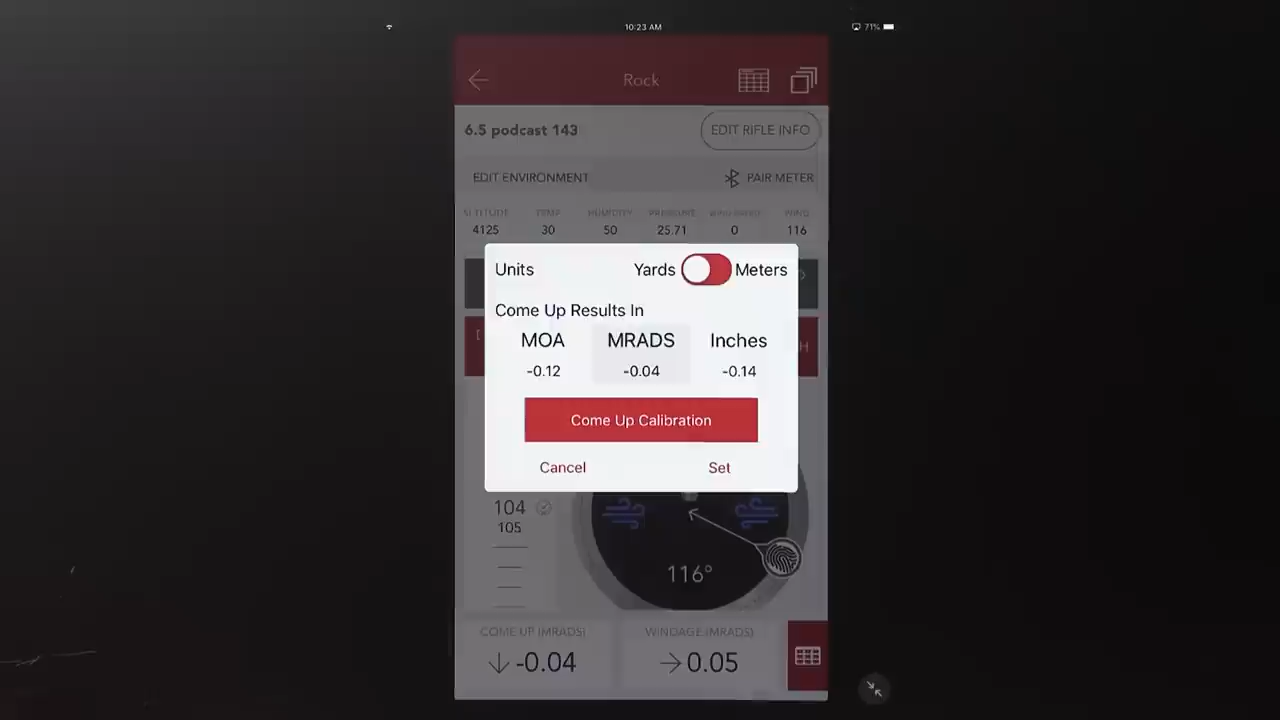 10:23 AM
71%
Rock
6.5 podcast 143
EDIT RIFLE INFO
EDIT ENVIRONMENT
PAIR METER
ALTITUDE TEMP HUMIDITY PRESSURE WIND
4125 30 50 25.71 0 116
Units Yards Meters
Come Up Results In
MOA MRADS Inches
-0.12 -0.04 -0.14
Come Up Calibration
Cancel Set
104
105
116°
COME UP (MRADS) WINDAGE (MRADS)
-0.04 0.05